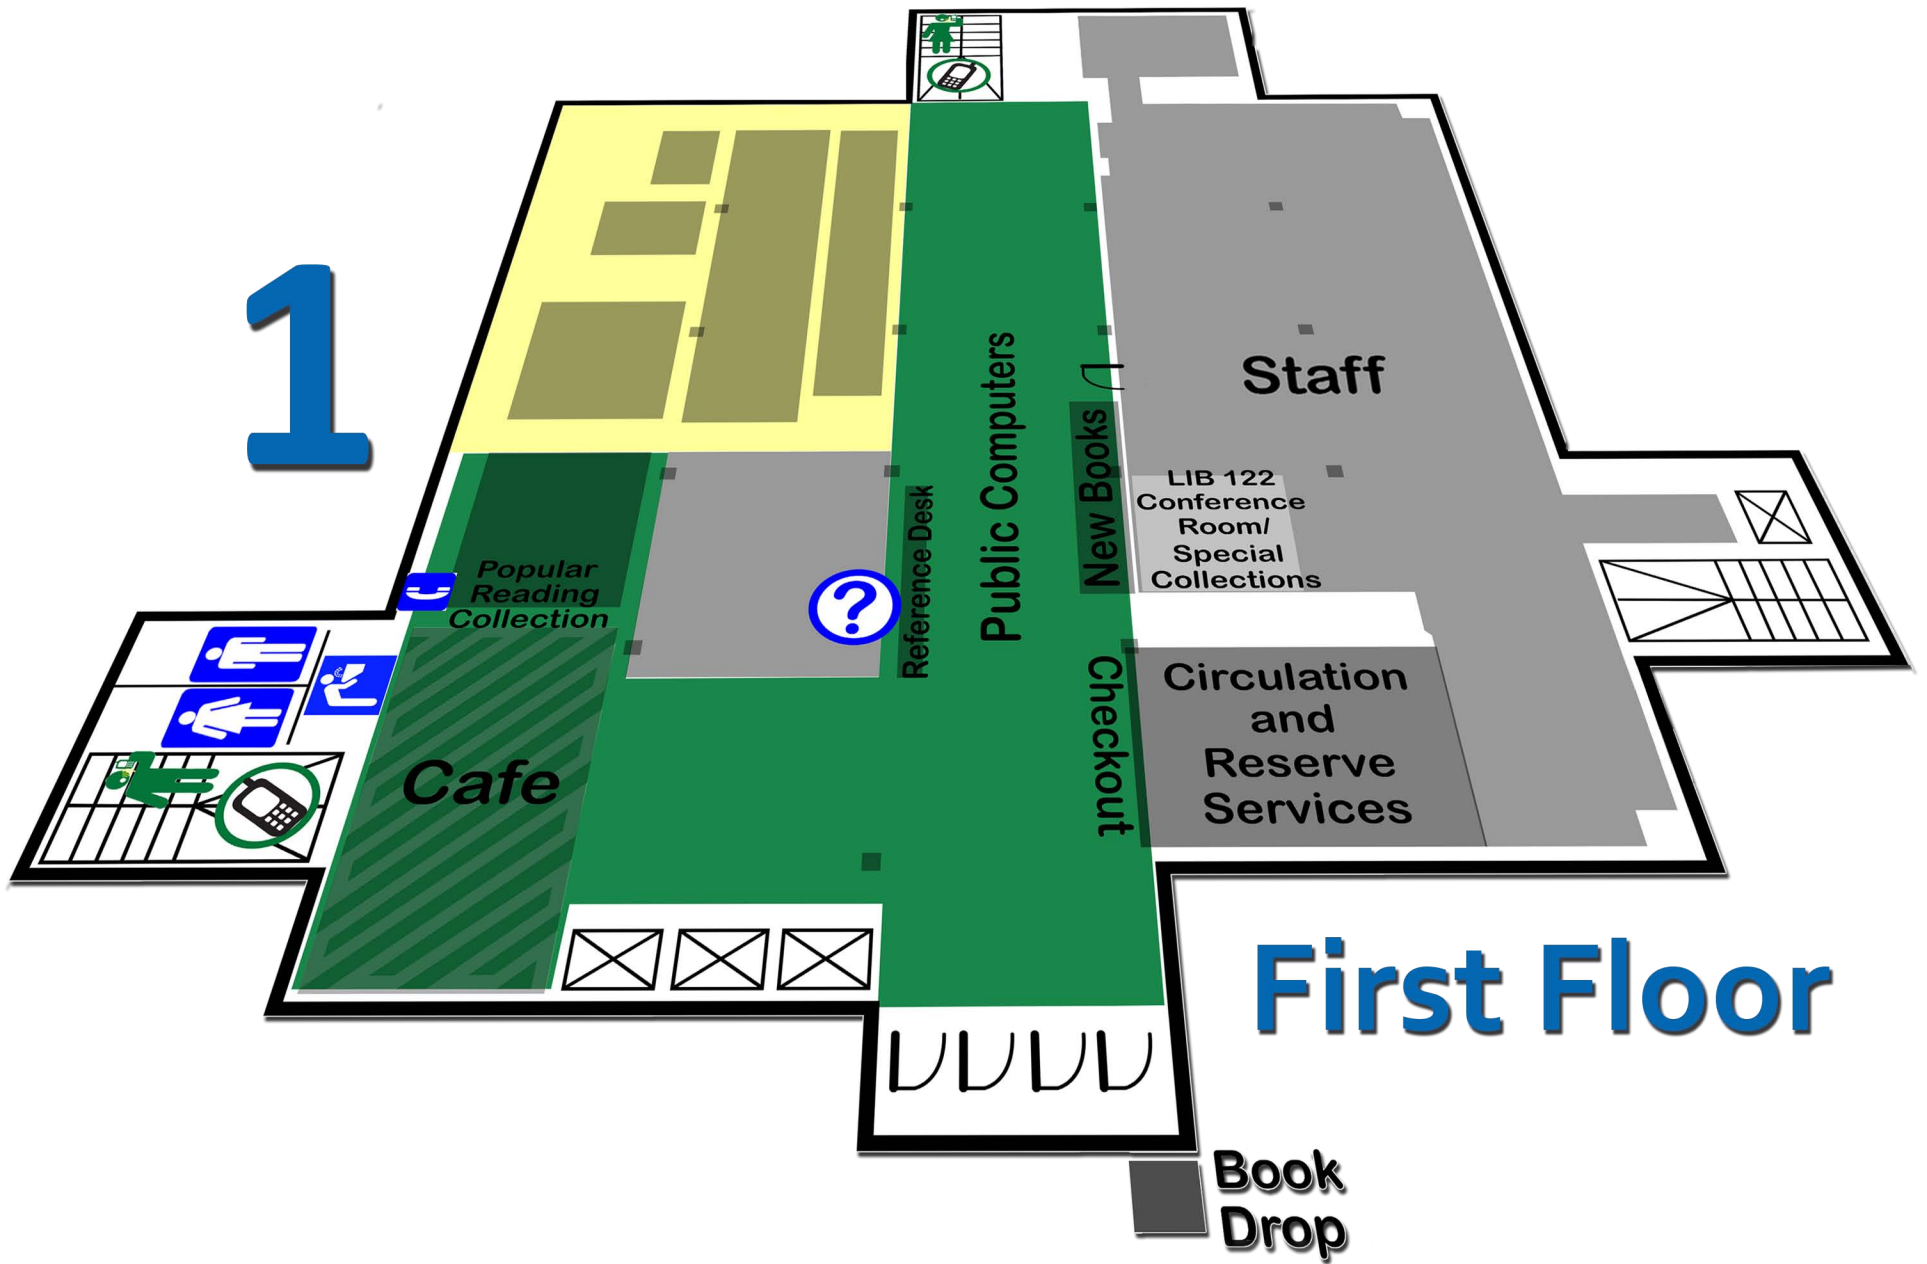 1
Public Computers
New Books
Reference Desk
Staff
LIB 122
Conference
Room/
Special
Collections
Popular
Reading
Collection
?
Checkout
Circulation
and
Reserve
Services
Cafe
First Floor
Book
Drop